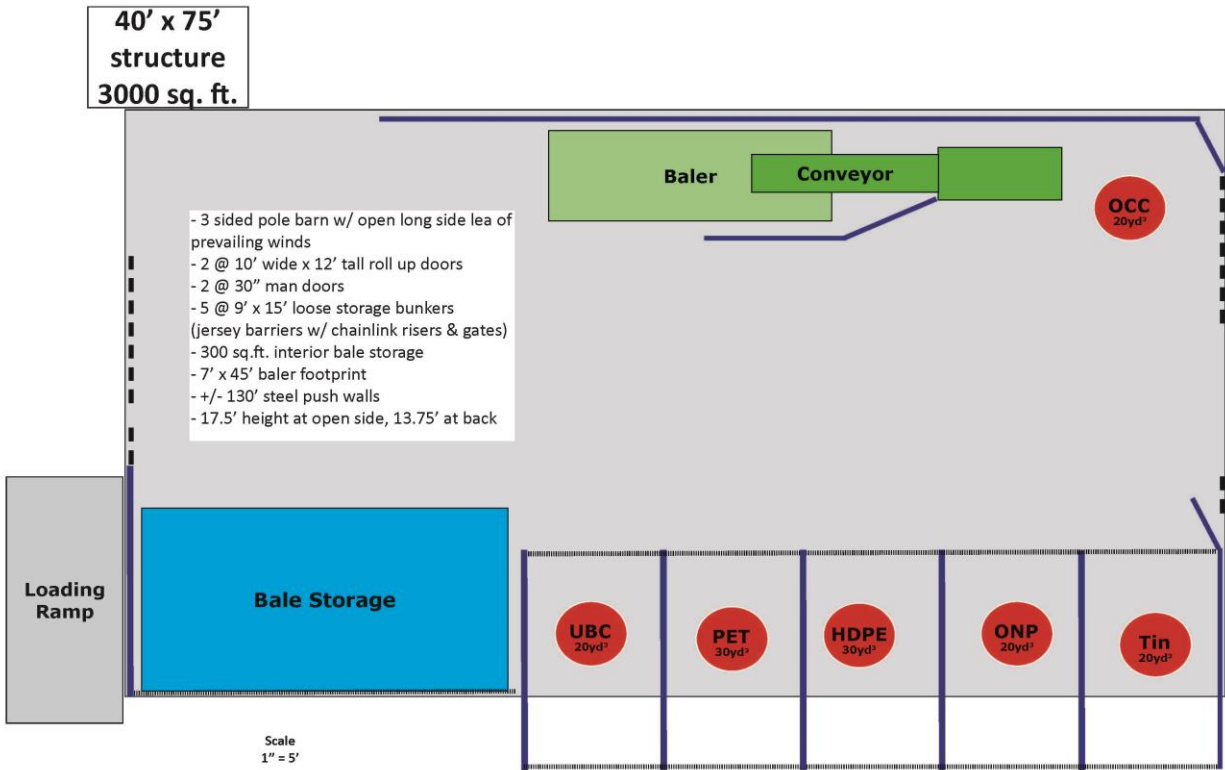 40’ x 75’
structure
3000 sq. ft.
Baler
Conveyor
OCC
20yd³
- 3 sided pole barn w/ open long side lea of
prevailing winds
- 2 @ 10’ wide x 12’ tall roll up doors
- 2 @ 30” man doors
- 5 @ 9’ x 15’ loose storage bunkers
(jersey barriers w/ chainlink risers & gates)
- 300 sq.ft. interior bale storage
- 7’ x 45’ baler footprint
- +/- 130’ steel push walls
- 17.5’ height at open side, 13.75’ at back
Loading
Ramp
Bale Storage
UBC
20yd³
PET
30yd³
HDPE
30yd³
ONP
20yd³
Tin
20yd³
Scale
1” = 5’